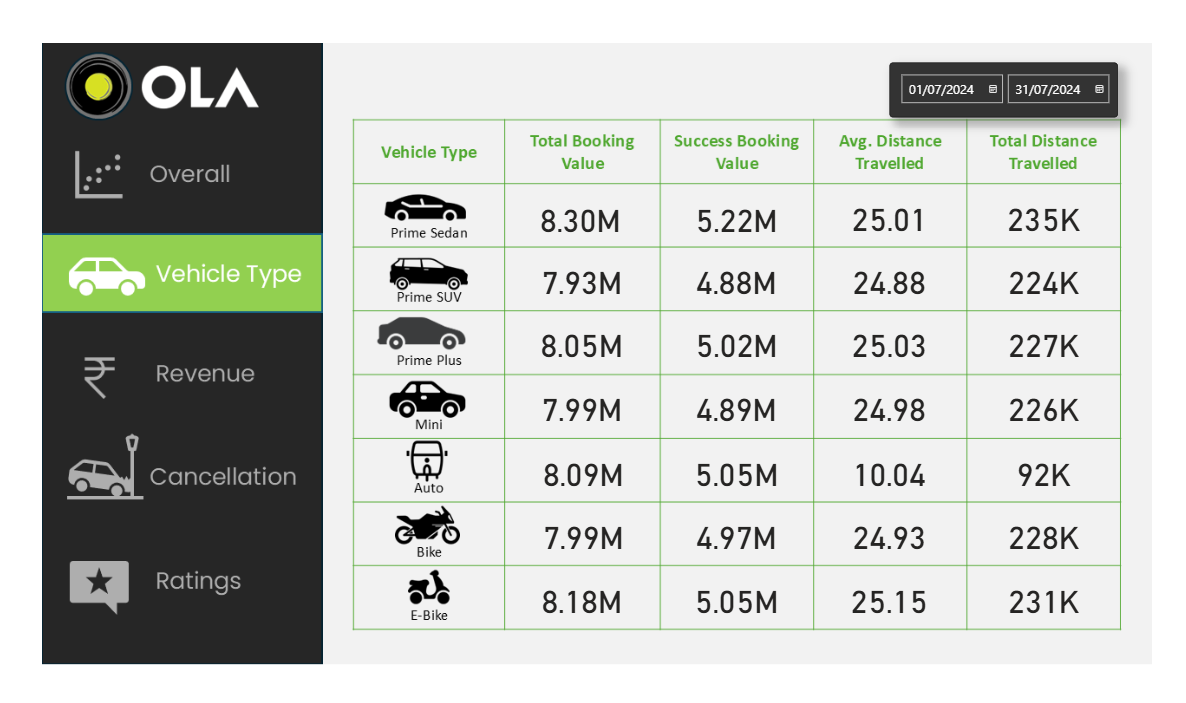 OLA
Overall
Vehicle Type
Revenue
Cancellation
Ratings
01/07/2024 31/07/2024
Vehicle Type Total Booking Value Success Booking Value Avg. Distance Travelled Total Distance Travelled
Prime Sedan 8.30M 5.22M 25.01 235K
Prime SUV 7.93M 4.88M 24.88 224K
Prime Plus 8.05M 5.02M 25.03 227K
Mini 7.99M 4.89M 24.98 226K
Auto 8.09M 5.05M 10.04 92K
Bike 7.99M 4.97M 24.93 228K
E-Bike 8.18M 5.05M 25.15 231K